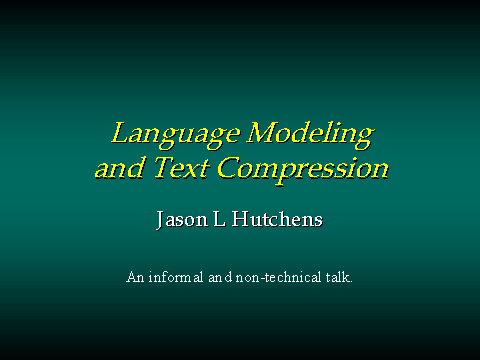 Language Modeling
and Text Compression
Jason L Hutchens
An informal and non-technical talk.